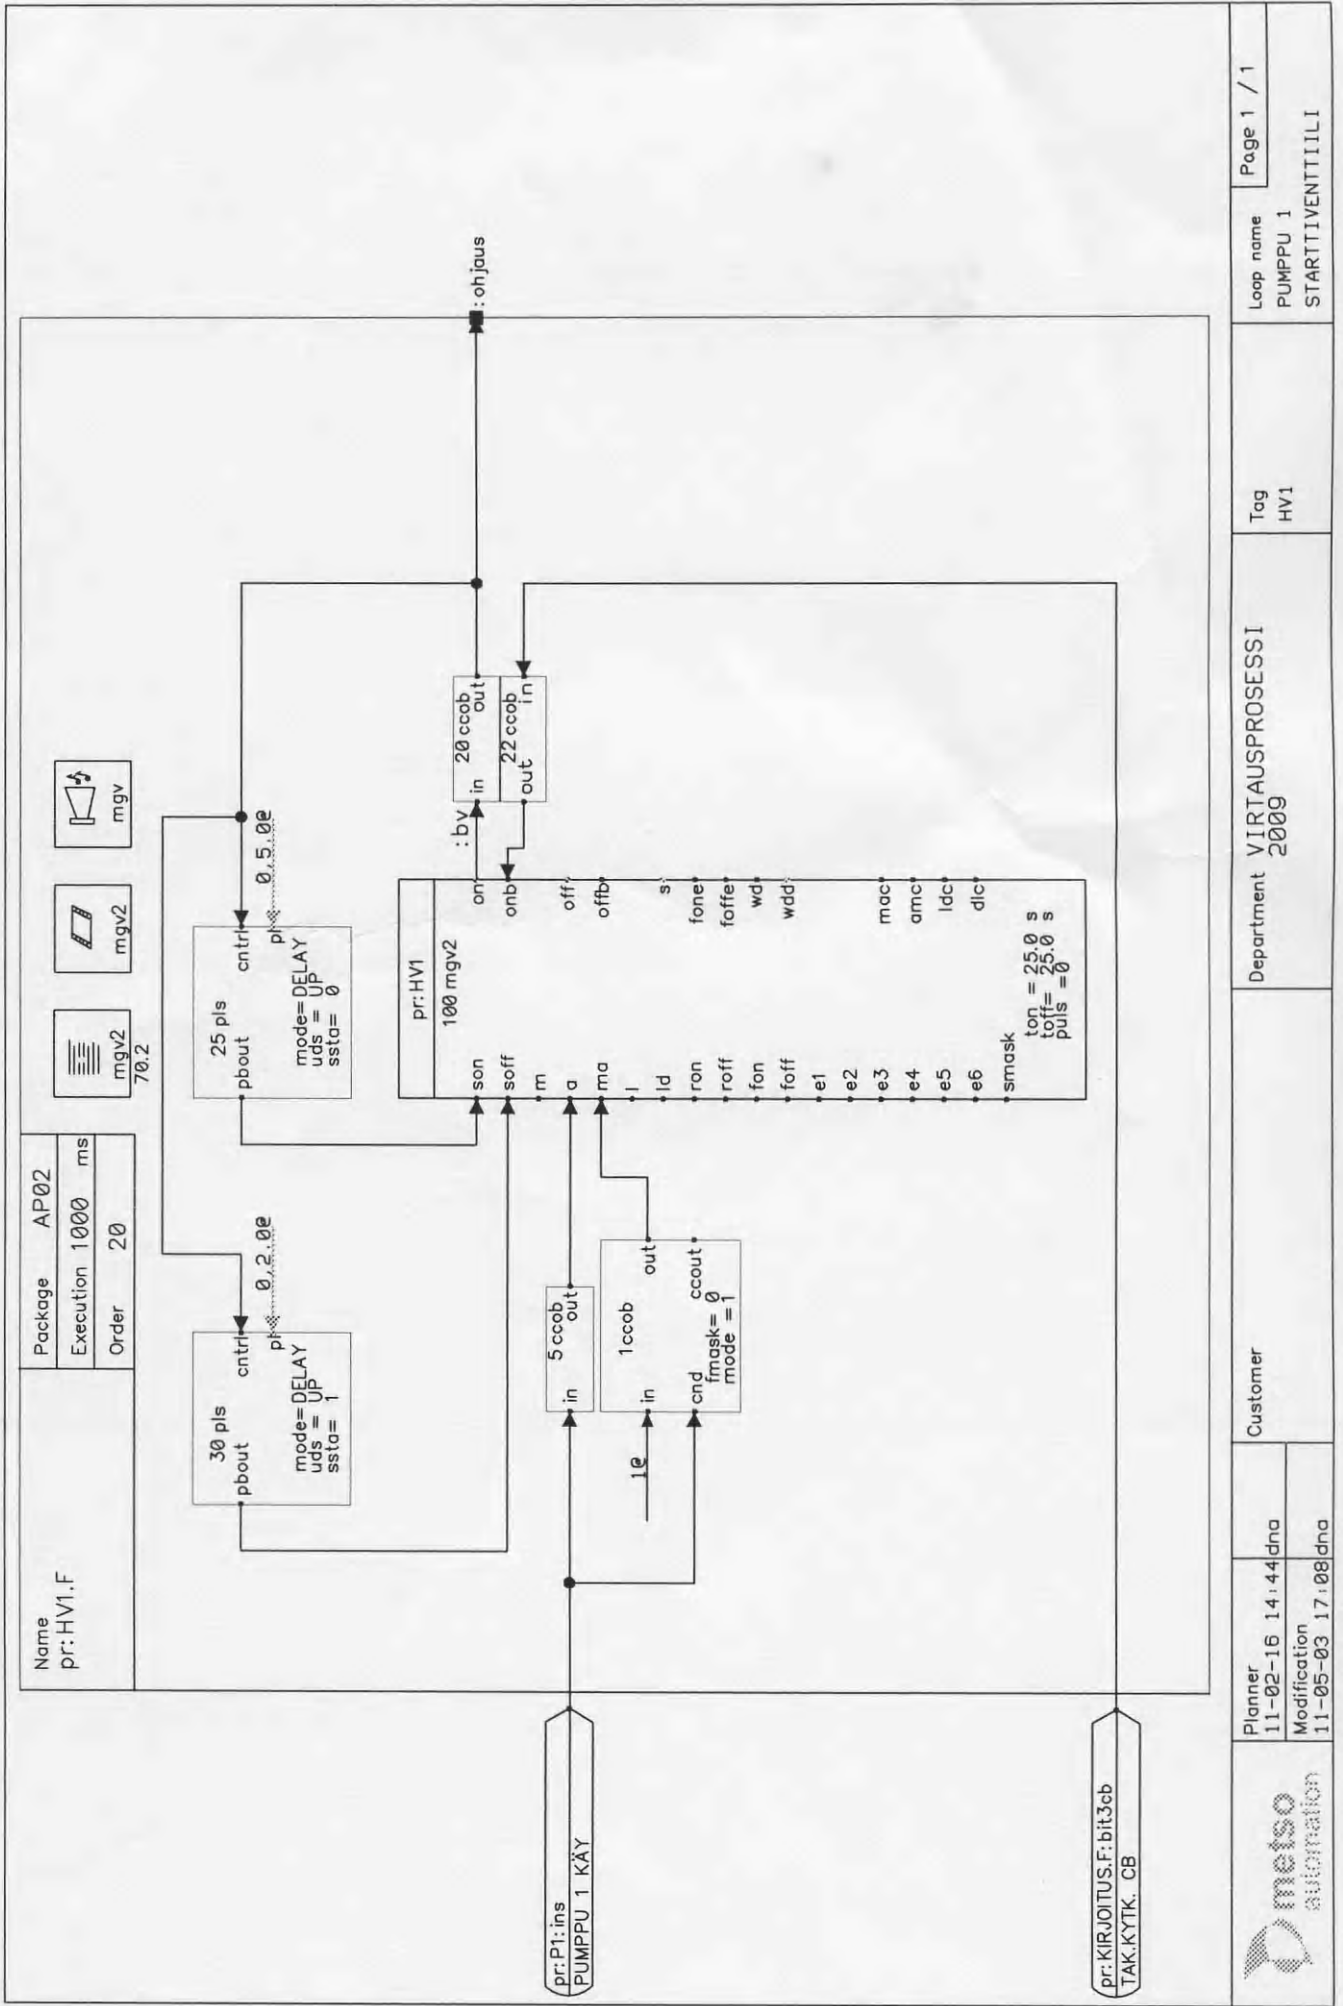 Name
pr:HV1.F
Package AP02
Execution 1000 ms
Order 20
mgv2
70.2
mgv2
mgv
30 pls
pbout cntrl
pl
0,2.0@
mode= DELAY
uds = UP
ssta= 1
25 pls
pbout cntrl
pl
0,5.0@
mode= DELAY
uds = UP
ssta= 0
pr:HV1
100 mgv2
son
soff
m
a
ma
l
ld
ron
roff
fon
foff
e1
e2
e3
e4
e5
e6
smask
on
onb
off
offb
s
fone
foffe
wd
wdd
mac
amc
ldc
dlc
ton = 25.0 s
toff= 25.0 s
puls =0
:bv
20 ccob
in out
22 ccob
out in
:ohjaus
5 ccob
in out
1 ccob
in out
1@
cnd ccout
fmask= 0
mode =1
pr:P1:ins
PUMPPU 1 KÄY
pr:KIRJOITUS.F:bit3cb
TAK.KYTK. CB
metso
automation
Planner
11-02-16 14:44 dna
Modification
11-05-03 17:08 dna
Customer
Department VIRTAUSPROSESSI
2009
Tag
HV1
Loop name
PUMPPU 1
STARTTIVENTTIILI
Page 1 / 1